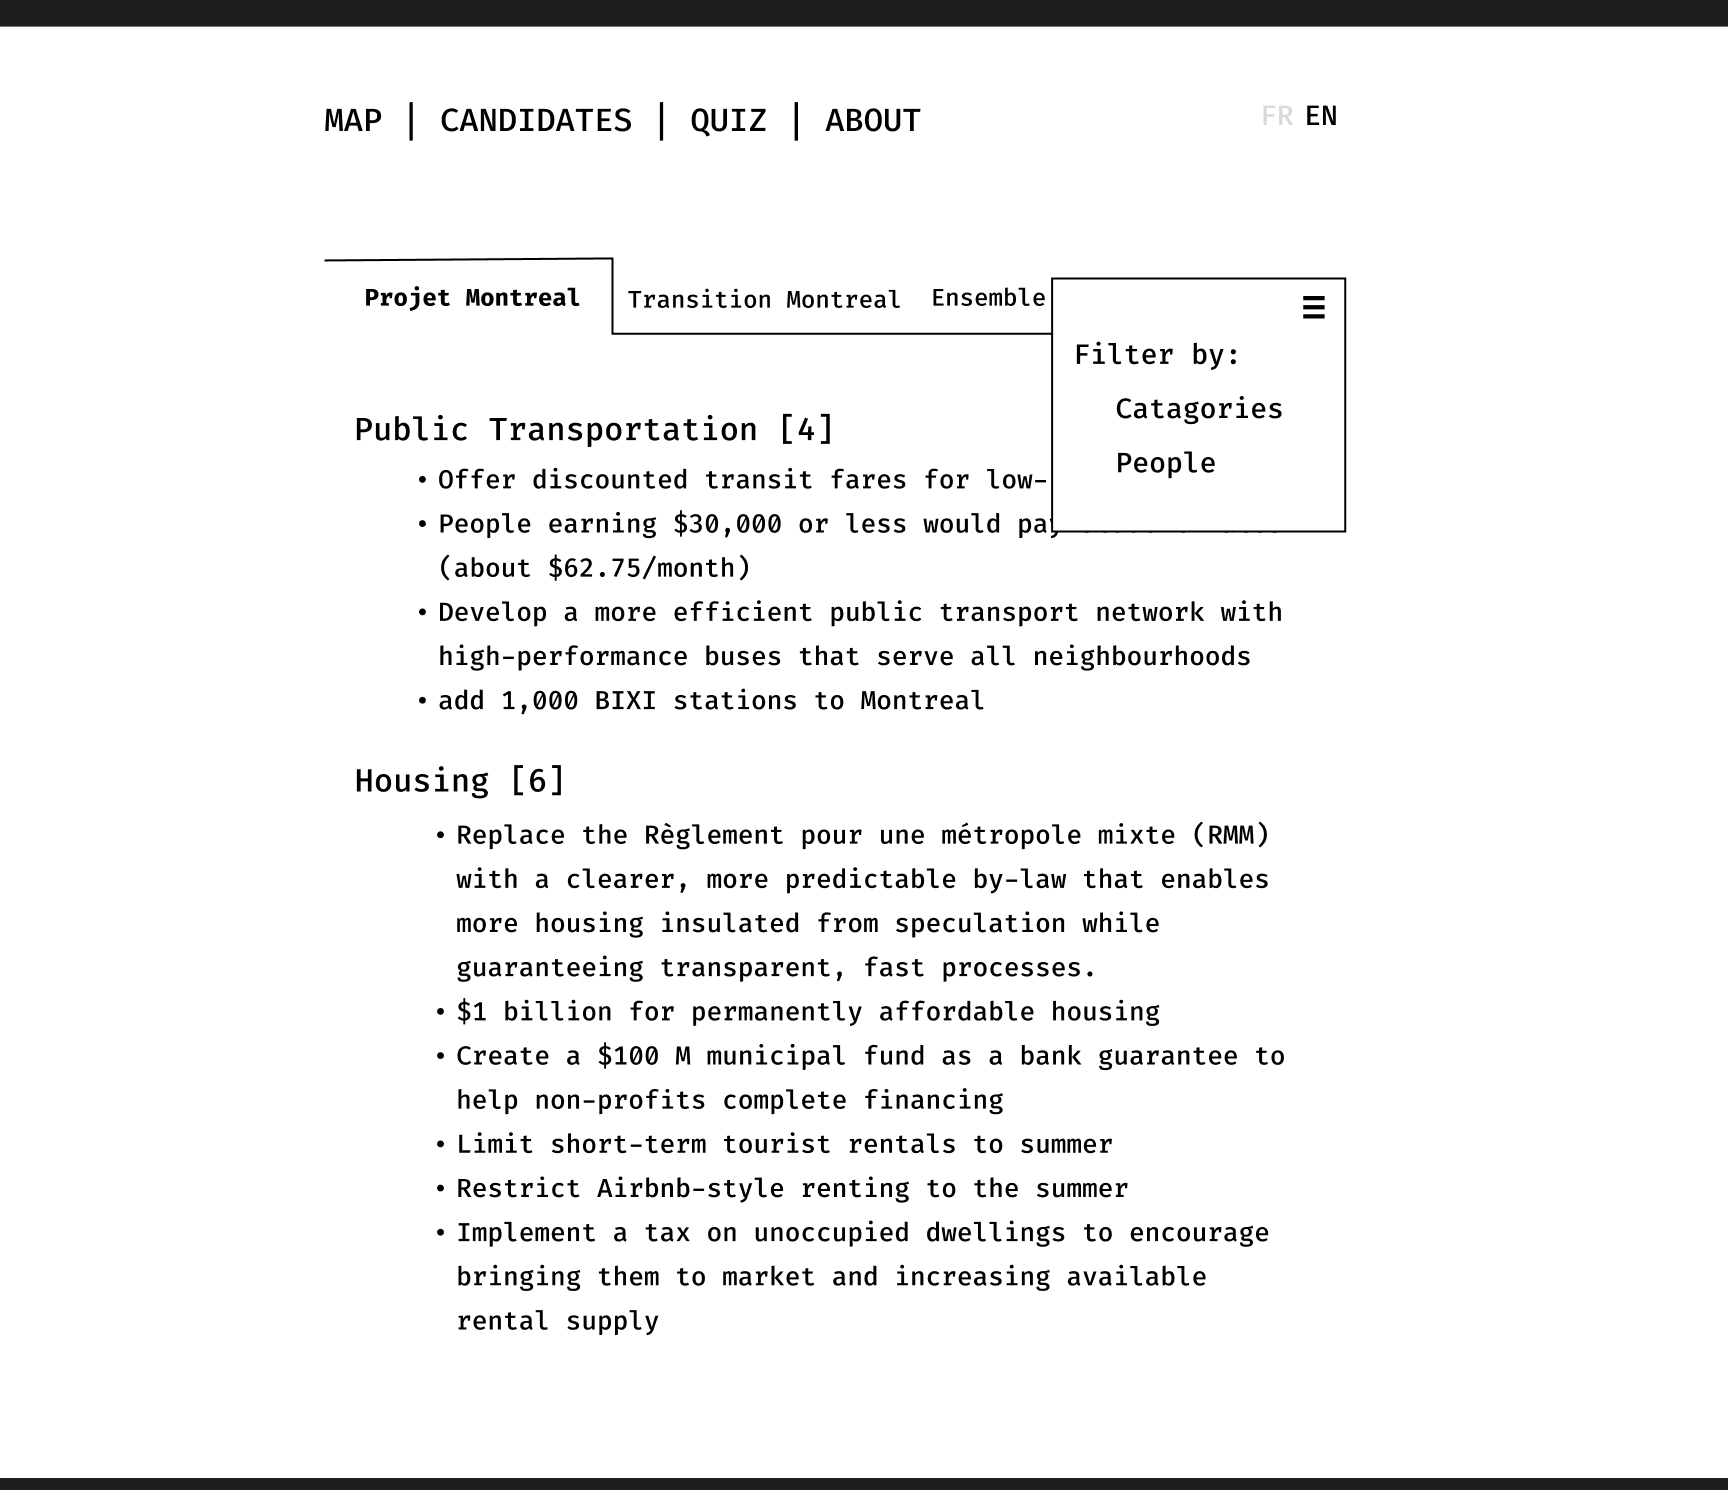 MAP | CANDIDATES | QUIZ | ABOUT
FR EN
Projet Montreal
Transition Montreal
Ensemble
Filter by:
Catagories
People
Public Transportation [4]
• Offer discounted transit fares for low-
• People earning $30,000 or less would pay
(about $62.75/month)
• Develop a more efficient public transport network with
high-performance buses that serve all neighbourhoods
• add 1,000 BIXI stations to Montreal
Housing [6]
• Replace the Règlement pour une métropole mixte (RMM)
with a clearer, more predictable by-law that enables
more housing insulated from speculation while
guaranteeing transparent, fast processes.
• $1 billion for permanently affordable housing
• Create a $100 M municipal fund as a bank guarantee to
help non-profits complete financing
• Limit short-term tourist rentals to summer
• Restrict Airbnb-style renting to the summer
• Implement a tax on unoccupied dwellings to encourage
bringing them to market and increasing available
rental supply